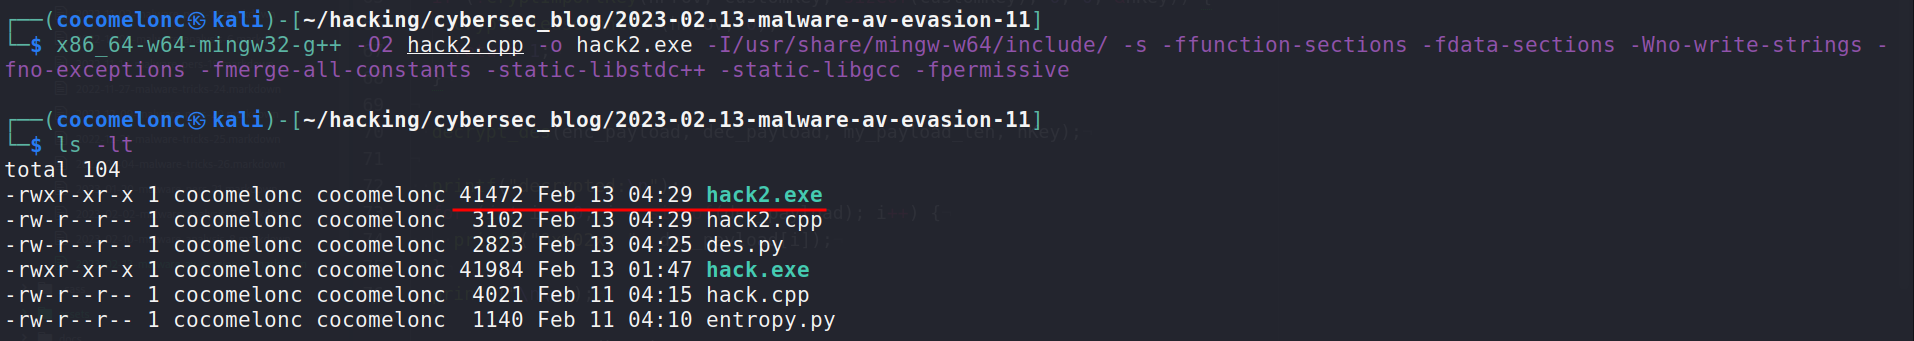 ┌──(cocomelonc㉿kali)-[~/hacking/cybersec_blog/2023-02-13-malware-av-evasion-11]
└─$ x86_64-w64-mingw32-g++ -O2 hack2.cpp -o hack2.exe -I/usr/share/mingw-w64/include/ -s -ffunction-sections -fdata-sections -Wno-write-strings -
fno-exceptions -fmerge-all-constants -static-libstdc++ -static-libgcc -fpermissive
┌──(cocomelonc㉿kali)-[~/hacking/cybersec_blog/2023-02-13-malware-av-evasion-11]
└─$ ls -lt
total 104
-rwxr-xr-x 1 cocomelonc cocomelonc 41472 Feb 13 04:29 hack2.exe
-rw-r--r-- 1 cocomelonc cocomelonc  3102 Feb 13 04:29 hack2.cpp
-rw-r--r-- 1 cocomelonc cocomelonc  2823 Feb 13 04:25 des.py
-rwxr-xr-x 1 cocomelonc cocomelonc 41984 Feb 13 01:47 hack.exe
-rw-r--r-- 1 cocomelonc cocomelonc  4021 Feb 11 04:15 hack.cpp
-rw-r--r-- 1 cocomelonc cocomelonc  1140 Feb 11 04:10 entropy.py